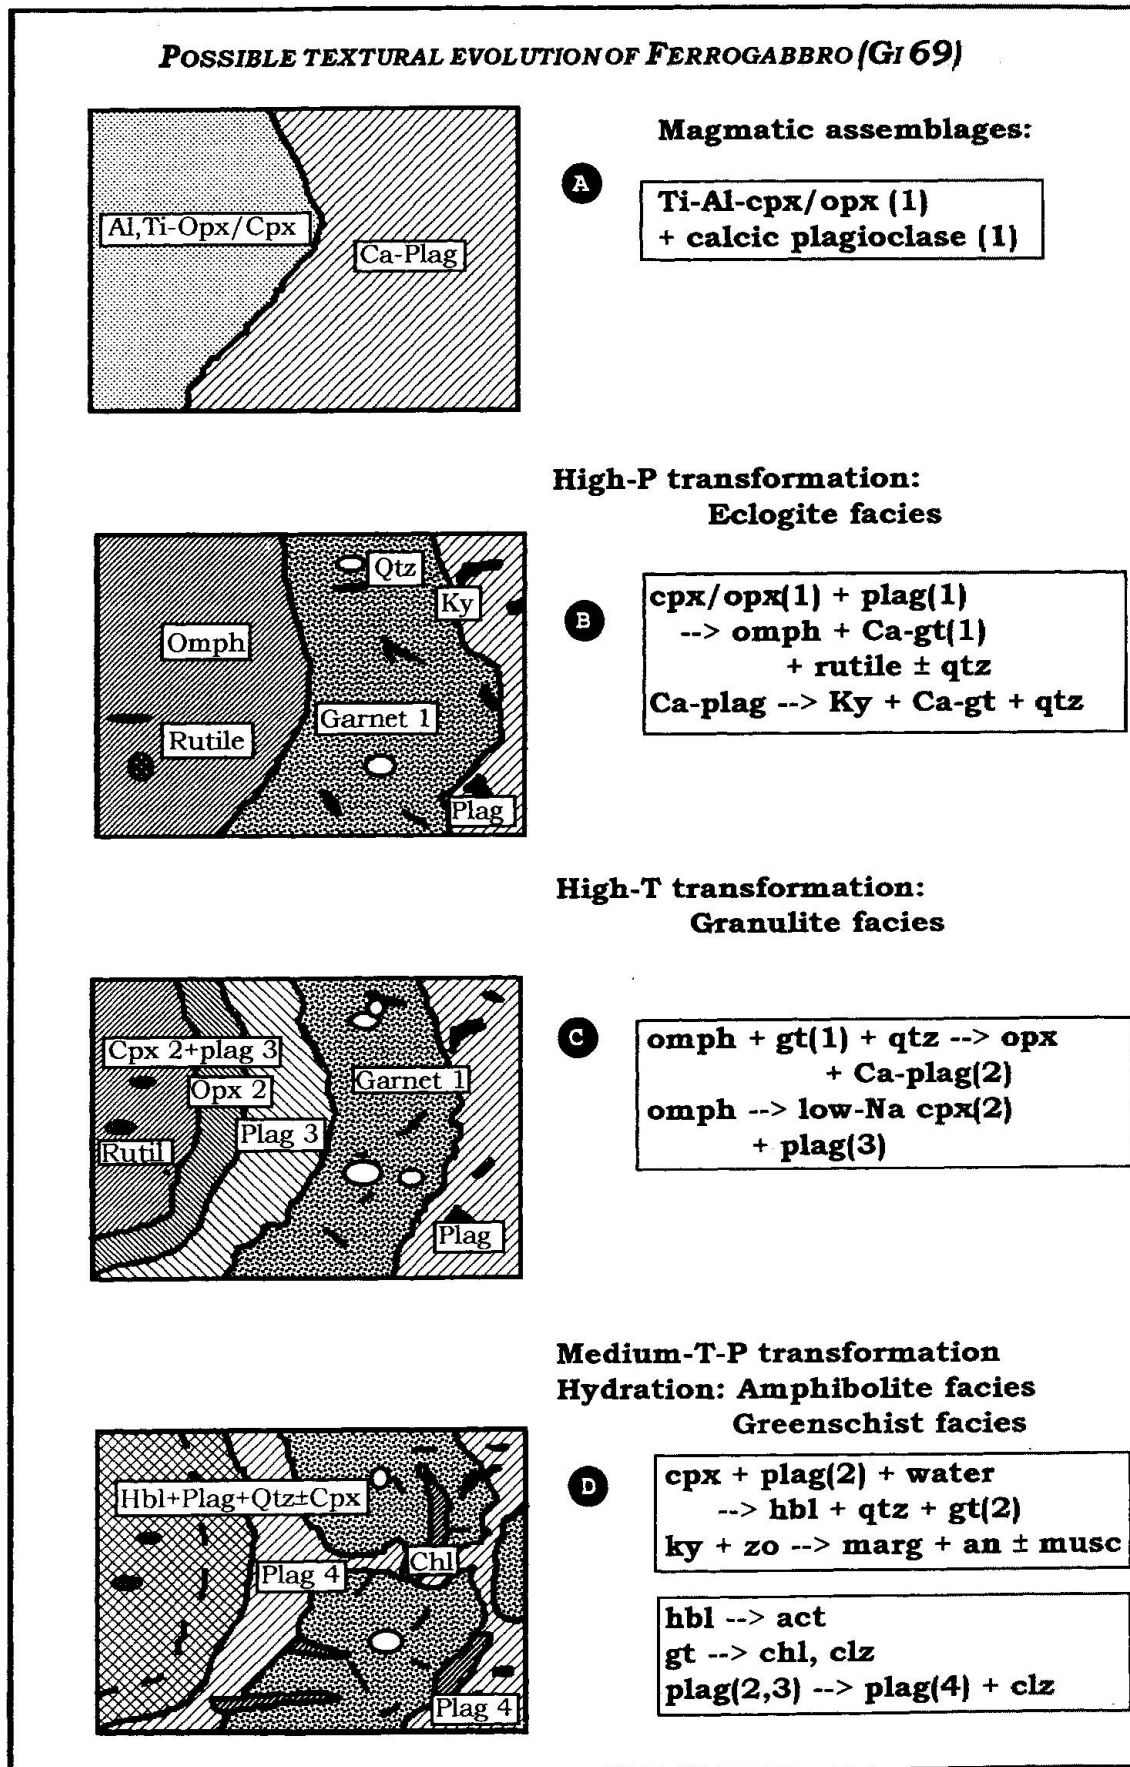 POSSIBLE TEXTURAL EVOLUTION OF FERROGABBRO (GI 69)
Magmatic assemblages:
A
Ti-Al-cpx/opx (1)
+ calcic plagioclase (1)
Al,Ti-Opx/Cpx
Ca-Plag
High-P transformation:
Eclogite facies
B
cpx/opx(1) + plag(1)
--> omph + Ca-gt(1)
+ rutile ± qtz
Ca-plag --> Ky + Ca-gt + qtz
Qtz
Ky
Omph
Garnet 1
Rutile
Plag
High-T transformation:
Granulite facies
C
omph + gt(1) + qtz --> opx
+ Ca-plag(2)
omph --> low-Na cpx(2)
+ plag(3)
Cpx 2+plag 3
Opx 2
Garnet 1
Plag 3
Rutil
Plag
Medium-T-P transformation
Hydration: Amphibolite facies
Greenschist facies
D
cpx + plag(2) + water
--> hbl + qtz + gt(2)
ky + zo --> marg + an ± musc
hbl --> act
gt --> chl, clz
plag(2,3) --> plag(4) + clz
Hbl+Plag+Qtz±Cpx
Chl
Plag 4
Plag 4